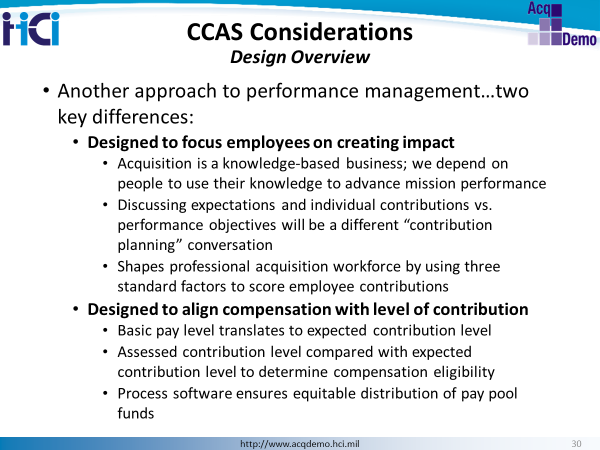 HCI
Acq
Demo
CCAS Considerations
Design Overview
• Another approach to performance management…two
key differences:
• Designed to focus employees on creating impact
• Acquisition is a knowledge-based business; we depend on
people to use their knowledge to advance mission performance
• Discussing expectations and individual contributions vs.
performance objectives will be a different “contribution
planning” conversation
• Shapes professional acquisition workforce by using three
standard factors to score employee contributions
• Designed to align compensation with level of contribution
• Basic pay level translates to expected contribution level
• Assessed contribution level compared with expected
contribution level to determine compensation eligibility
• Process software ensures equitable distribution of pay pool
funds
http://www.acqdemo.hci.mil
30